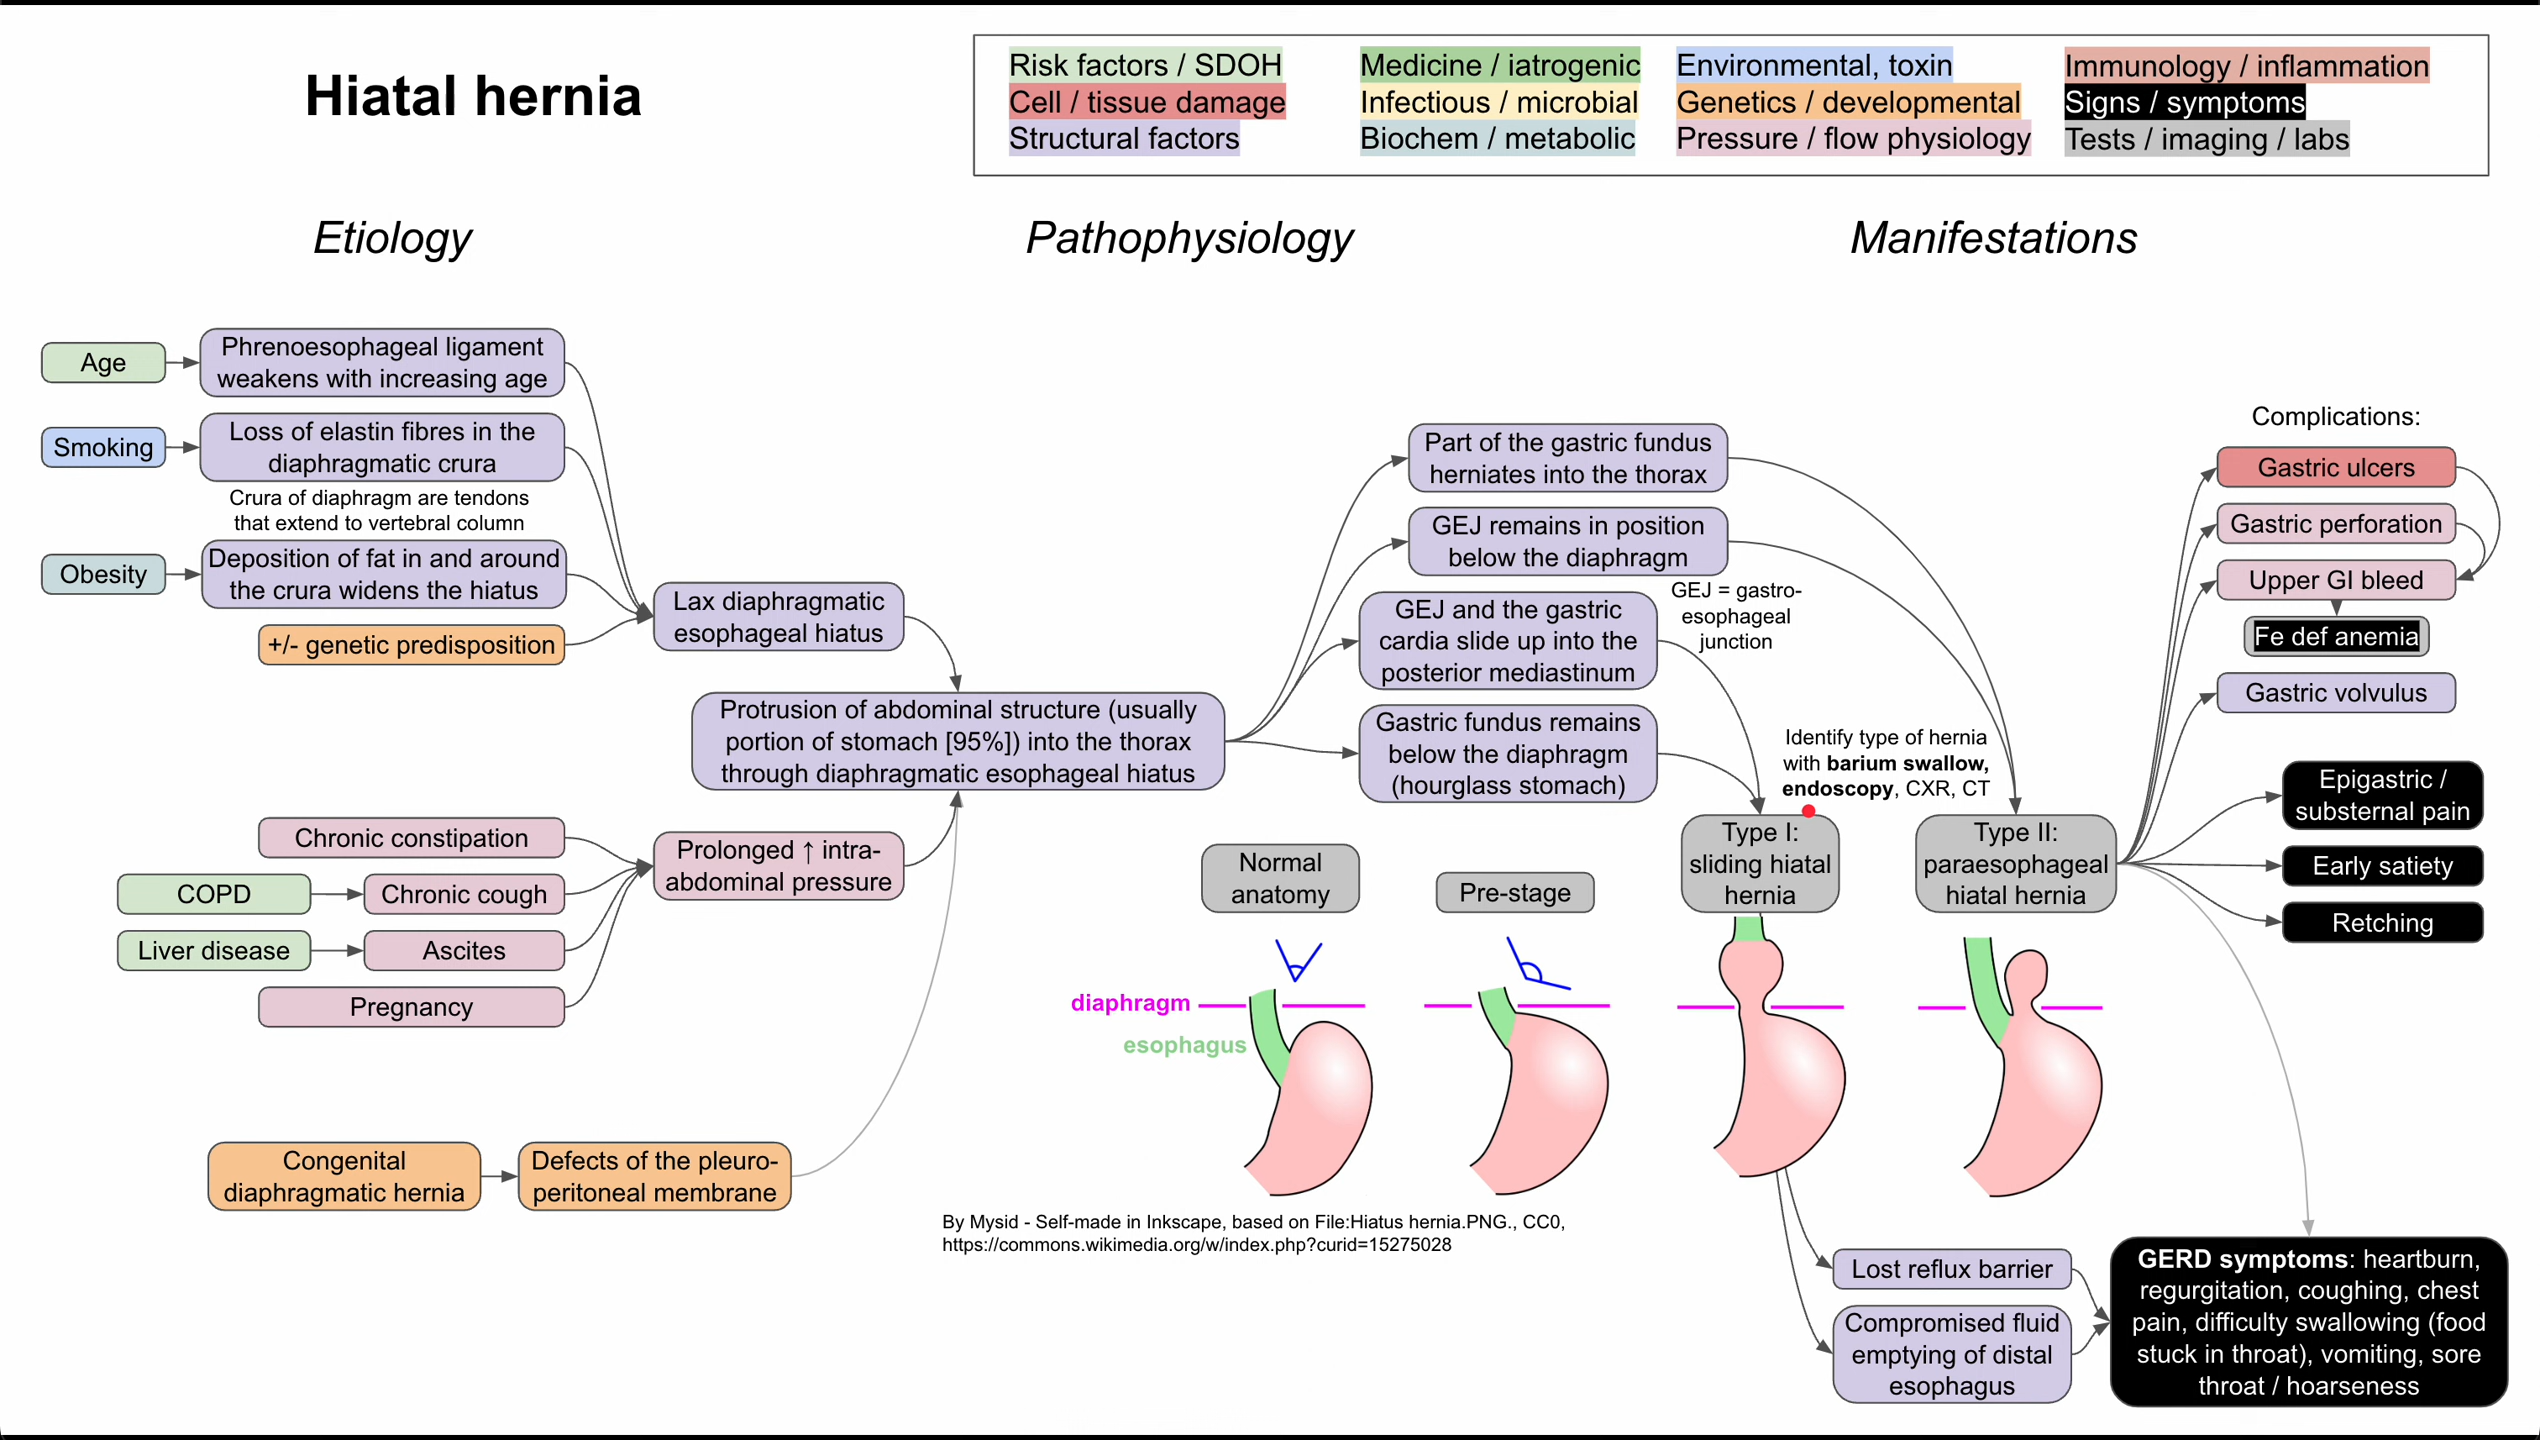 Hiatal hernia
Risk factors / SDOH
Medicine / iatrogenic
Environmental, toxin
Immunology / inflammation
Cell / tissue damage
Infectious / microbial
Genetics / developmental
Signs / symptoms
Structural factors
Biochem / metabolic
Pressure / flow physiology
Tests / imaging / labs
Etiology
Pathophysiology
Manifestations
Age
Phrenoesophageal ligament
weakens with increasing age
Smoking
Loss of elastin fibres in the
diaphragmatic crura
Crura of diaphragm are tendons
that extend to vertebral column
Obesity
Deposition of fat in and around
the crura widens the hiatus
+/- genetic predisposition
Lax diaphragmatic
esophageal hiatus
Protrusion of abdominal structure (usually
portion of stomach [95%]) into the thorax
through diaphragmatic esophageal hiatus
Chronic constipation
COPD
Chronic cough
Liver disease
Ascites
Pregnancy
Prolonged ↑ intra-
abdominal pressure
Congenital
diaphragmatic hernia
Defects of the pleuro-
peritoneal membrane
Part of the gastric fundus
herniates into the thorax
GEJ remains in position
below the diaphragm
GEJ = gastro-
esophageal
junction
GEJ and the gastric
cardia slide up into the
posterior mediastinum
Gastric fundus remains
below the diaphragm
(hourglass stomach)
Identify type of hernia
with barium swallow,
endoscopy, CXR, CT
Normal
anatomy
Pre-stage
Type I:
sliding hiatal
hernia
Type II:
paraesophageal
hiatal hernia
diaphragm
esophagus
By Mysid - Self-made in Inkscape, based on File:Hiatus hernia.PNG., CC0,
https://commons.wikimedia.org/w/index.php?curid=15275028
Complications:
Gastric ulcers
Gastric perforation
Upper GI bleed
Fe def anemia
Gastric volvulus
Epigastric /
substernal pain
Early satiety
Retching
Lost reflux barrier
Compromised fluid
emptying of distal
esophagus
GERD symptoms: heartburn,
regurgitation, coughing, chest
pain, difficulty swallowing (food
stuck in throat), vomiting, sore
throat / hoarseness